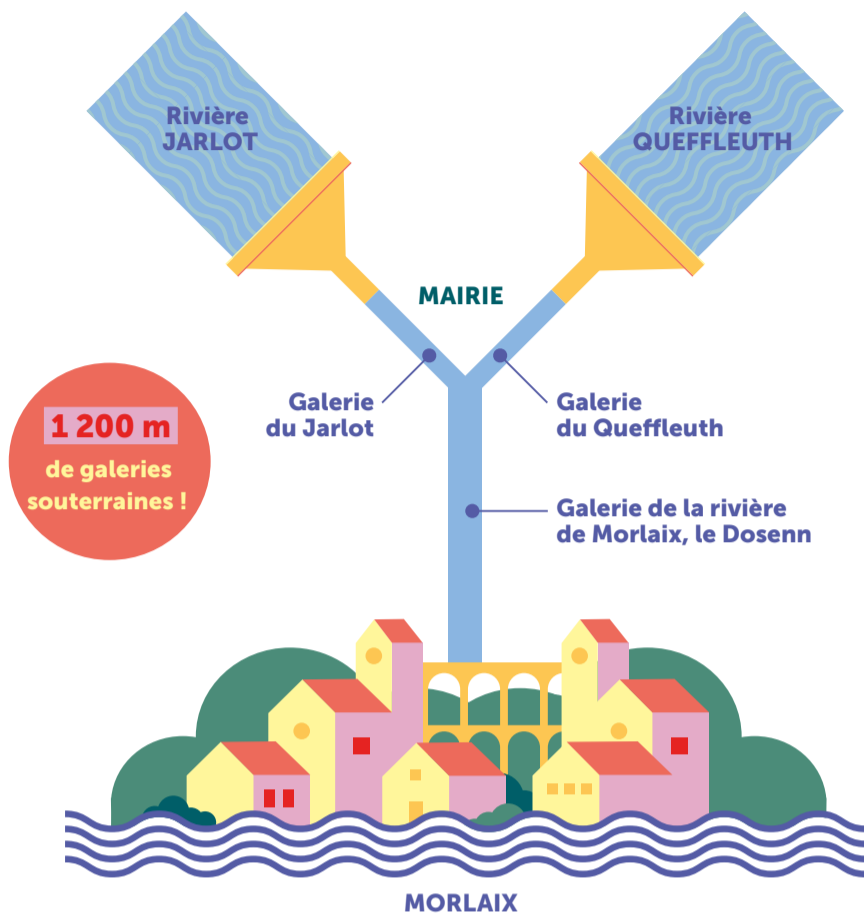 Rivière
JARLOT
Rivière
QUEFFLEUTH
MAIRIE
Galerie
du Jarlot
Galerie
du Queffleuth
1 200 m
de galeries
souterraines !
Galerie de la rivière
de Morlaix, le Dosenn
MORLAIX